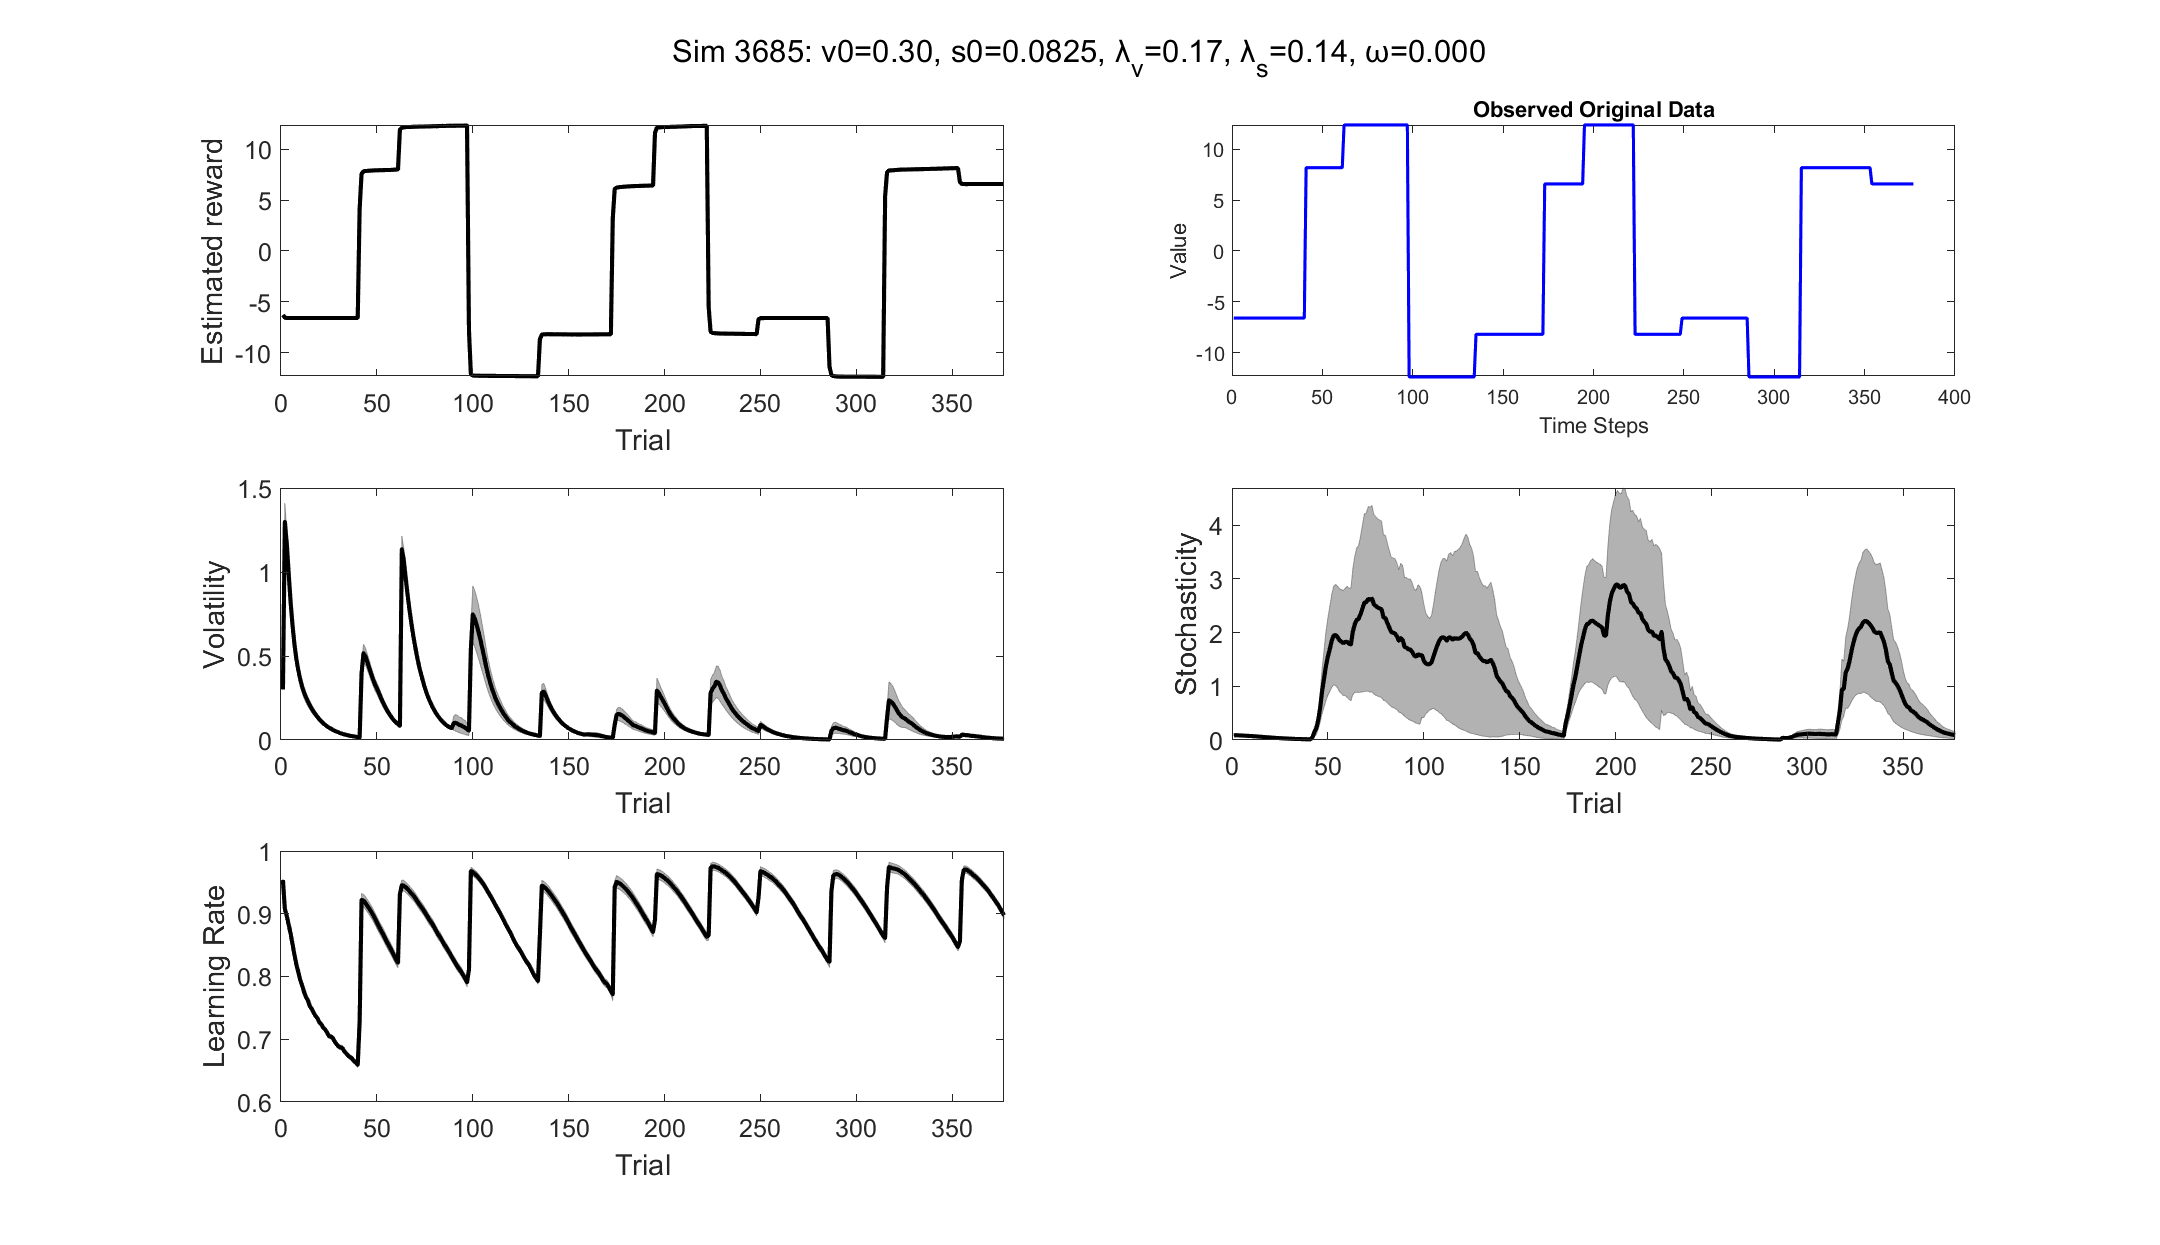 Sim 3685: v0=0.30, s0=0.0825, λv=0.17, λs=0.14, ω=0.000
Estimated reward
10
5
0
-5
-10
0 50 100 150 200 250 300 350
Trial
Observed Original Data
Value
10
5
0
-5
-10
0 50 100 150 200 250 300 350 400
Time Steps
Volatility
1.5
1
0.5
0
0 50 100 150 200 250 300 350
Trial
Stochasticity
4
3
2
1
0
0 50 100 150 200 250 300 350
Trial
Learning Rate
1
0.9
0.8
0.7
0.6
0 50 100 150 200 250 300 350
Trial